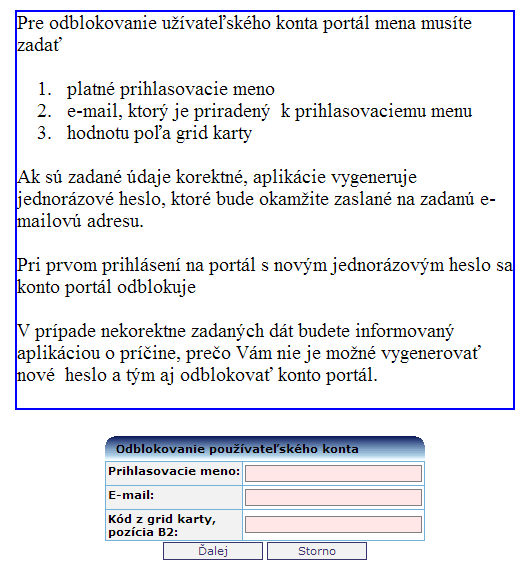 Pre odblokovanie užívateľského konta portál mena musíte
zadať
1. platné prihlasovacie meno
2. e-mail, ktorý je priradený  k prihlasovaciemu menu
3. hodnotu poľa grid karty
Ak sú zadané údaje korektné, aplikácie vygeneruje
jednorázové heslo, ktoré bude okamžite zaslané na zadanú e-
mailovú adresu.
Pri prvom prihlásení na portál s novým jednorázovým heslo sa
konto portál odblokuje
V prípade nekorektne zadaných dát budete informovaný
aplikáciou o príčine, prečo Vám nie je možné vygenerovať
nové  heslo a tým aj odblokovať konto portál.
Odblokovanie používateľského konta
Prihlasovacie meno:
E-mail:
Kód z grid karty,
pozícia B2:
Ďalej Storno